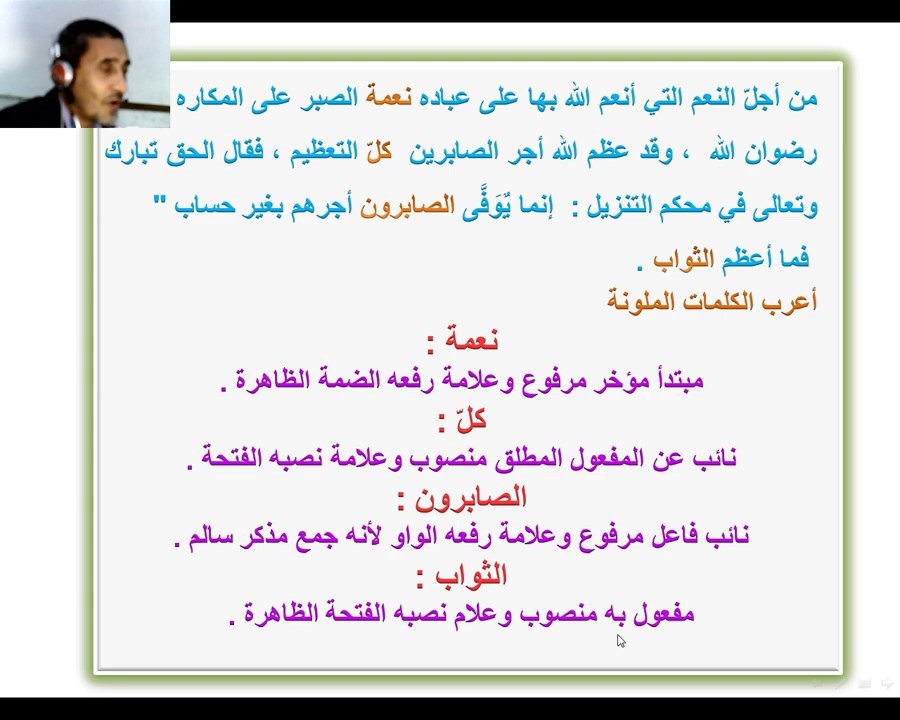 من أجلّ النعم التي أنعم الله بها على عباده نعمة الصبر على المكاره
رضوان الله ، وقد عظم الله أجر الصابرين كلّ التعظيم ، فقال الحق تبارك
وتعالى في محكم التنزيل : إنما يُوَفَّى الصابرون أجرهم بغير حساب "
فما أعظم الثواب .
أعرب الكلمات الملونة
نعمة :
مبتدأ مؤخر مرفوع وعلامة رفعه الضمة الظاهرة .
كلّ :
نائب عن المفعول المطلق منصوب وعلامة نصبه الفتحة .
الصابرون :
نائب فاعل مرفوع وعلامة رفعه الواو لأنه جمع مذكر سالم .
الثواب :
مفعول به منصوب وعلام نصبه الفتحة الظاهرة .